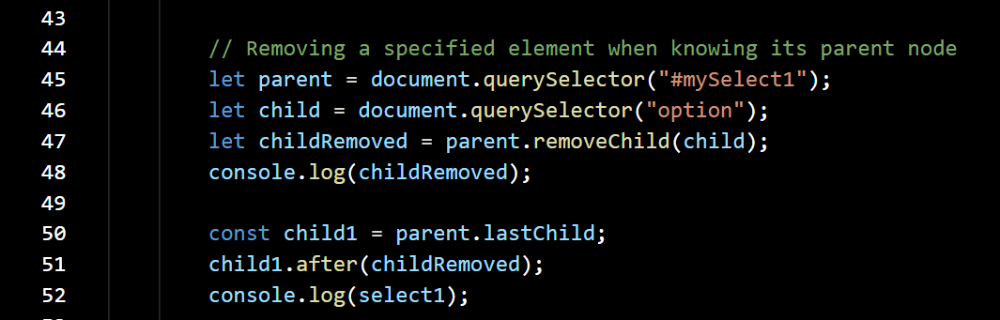 43
44 // Removing a specified element when knowing its parent node
45 let parent = document.querySelector("#mySelect1");
46 let child = document.querySelector("option");
47 let childRemoved = parent.removeChild(child);
48 console.log(childRemoved);
49
50 const child1 = parent.lastChild;
51 child1.after(childRemoved);
52 console.log(select1);